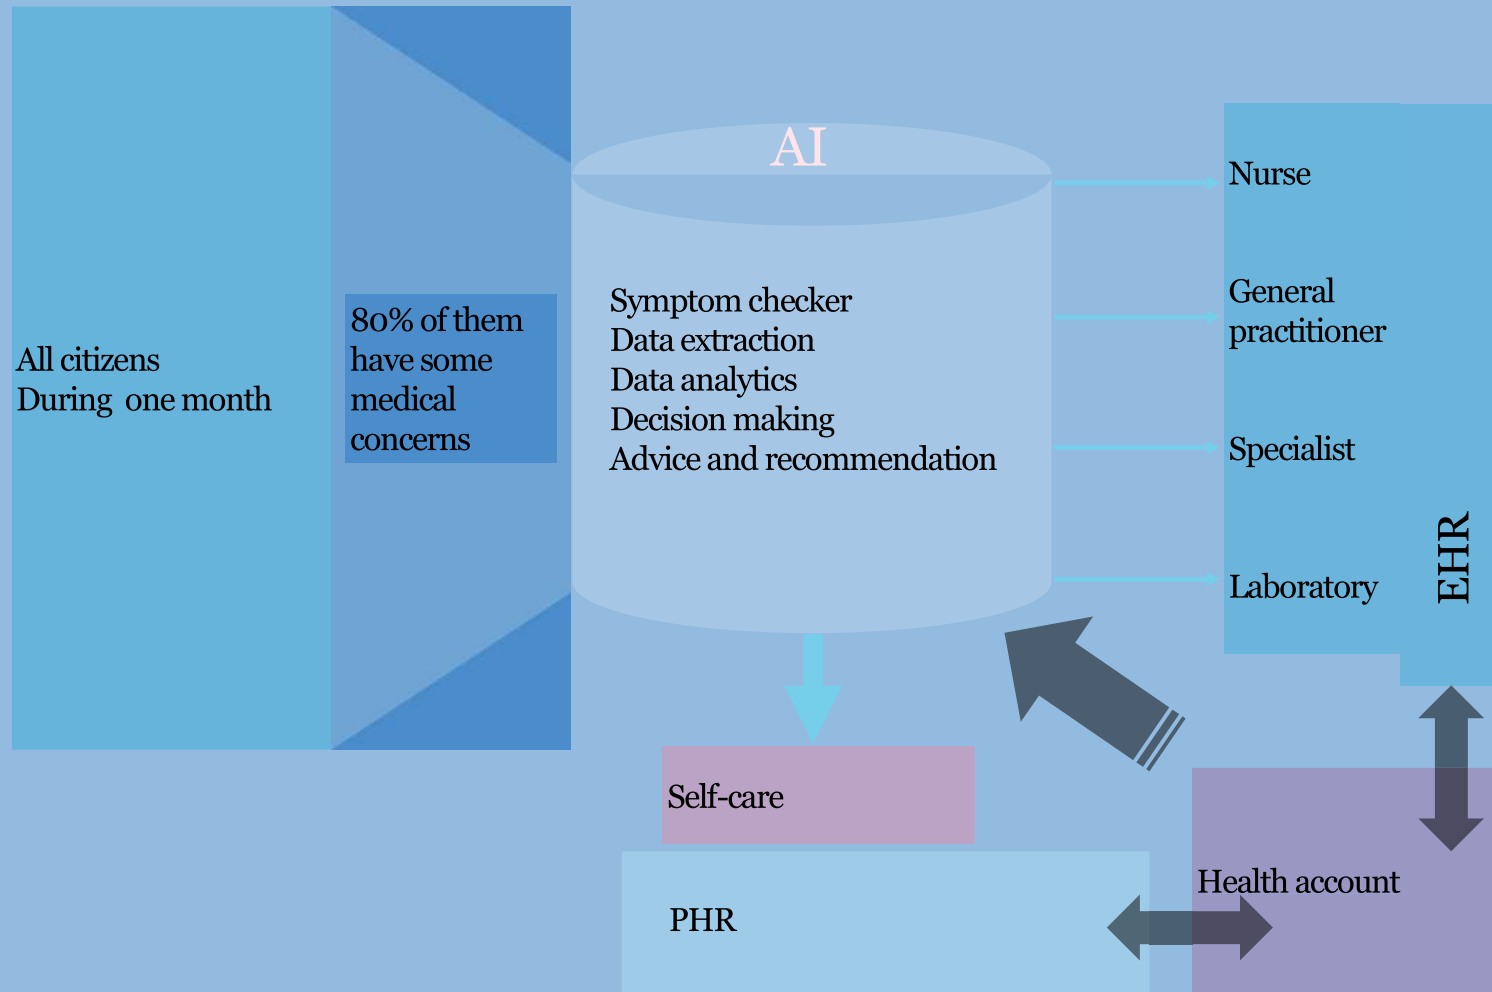 All citizens
During  one month
80% of them
have some
medical
concerns
AI
Symptom checker
Data extraction
Data analytics
Decision making
Advice and recommendation
Nurse
General
practitioner
Specialist
Laboratory
EHR
Self-care
PHR
Health account